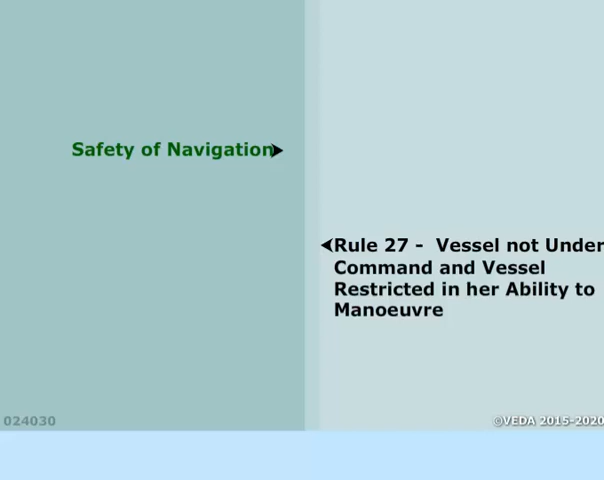 Safety of Navigation
Rule 27 - Vessel not Under
Command and Vessel
Restricted in her Ability to
Manoeuvre
024030
©VEDA 2015-2020